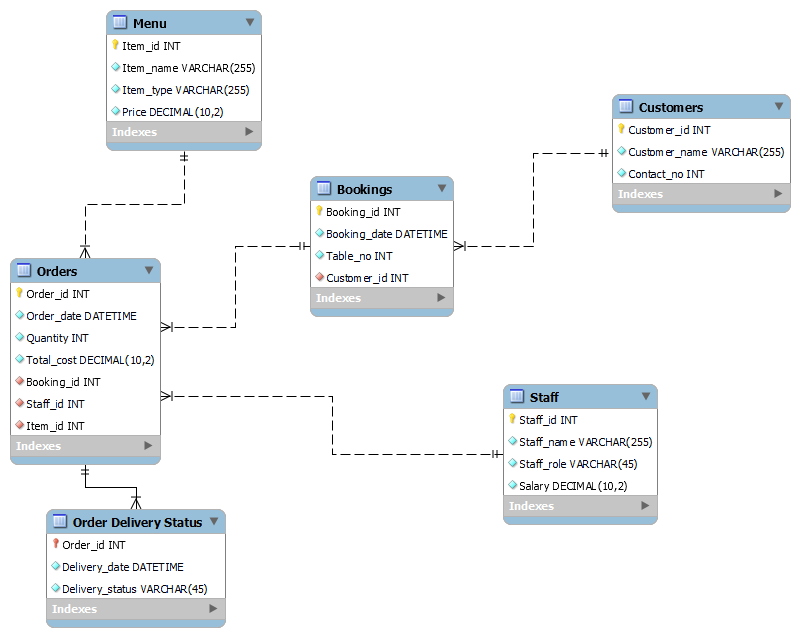 Menu
Item_id INT
Item_name VARCHAR(255)
Item_type VARCHAR(255)
Price DECIMAL(10,2)
Indexes
Customers
Customer_id INT
Customer_name VARCHAR(255)
Contact_no INT
Indexes
Bookings
Booking_id INT
Booking_date DATETIME
Table_no INT
Customer_id INT
Indexes
Orders
Order_id INT
Order_date DATETIME
Quantity INT
Total_cost DECIMAL(10,2)
Booking_id INT
Staff_id INT
Item_id INT
Indexes
Staff
Staff_id INT
Staff_name VARCHAR(255)
Staff_role VARCHAR(45)
Salary DECIMAL(10,2)
Indexes
Order Delivery Status
Order_id INT
Delivery_date DATETIME
Delivery_status VARCHAR(45)
Indexes